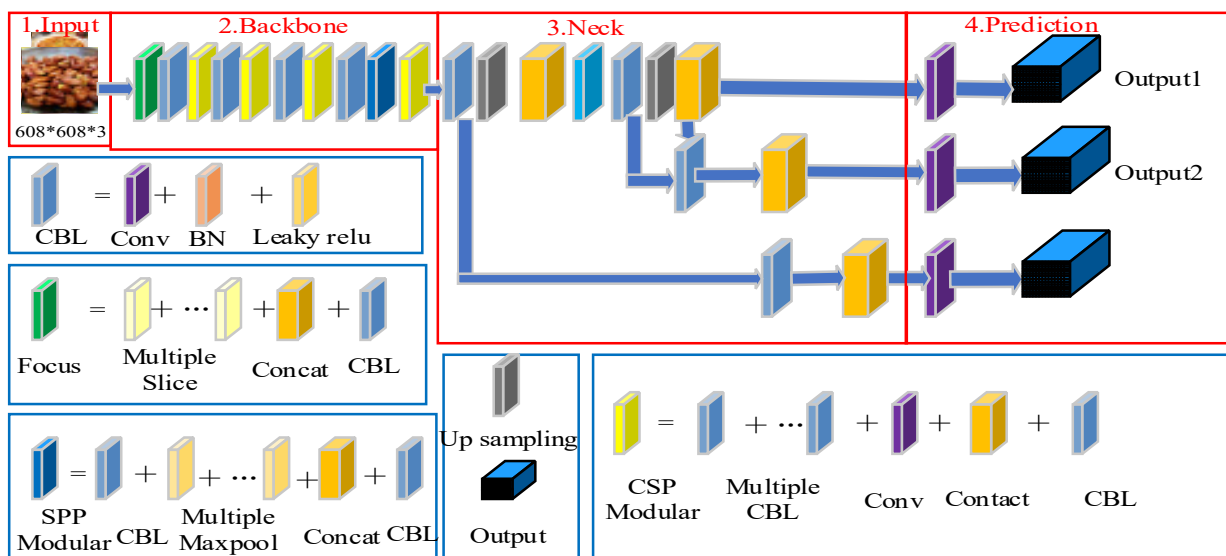 1.Input
2.Backbone
3.Neck
4.Prediction
608*608*3
Output1
Output2
=
+
+
CBL
Conv
BN
Leaky relu
=
+ ... + +
Focus
Multiple
Slice
Concat
CBL
=
+ + ... + +
SPP
Modular
CBL
Multiple
Maxpool
Concat
CBL
Up sampling
Output
= + ... + + +
CSP
Modular
Multiple
CBL
Conv
Contact
CBL